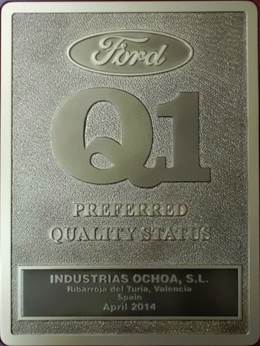 Ford
Q1
PREFERRED
QUALITY STATUS
INDUSTRIAS OCHOA, S.L.
Ribarroja del Turia, Valencia
Spain
April 2014